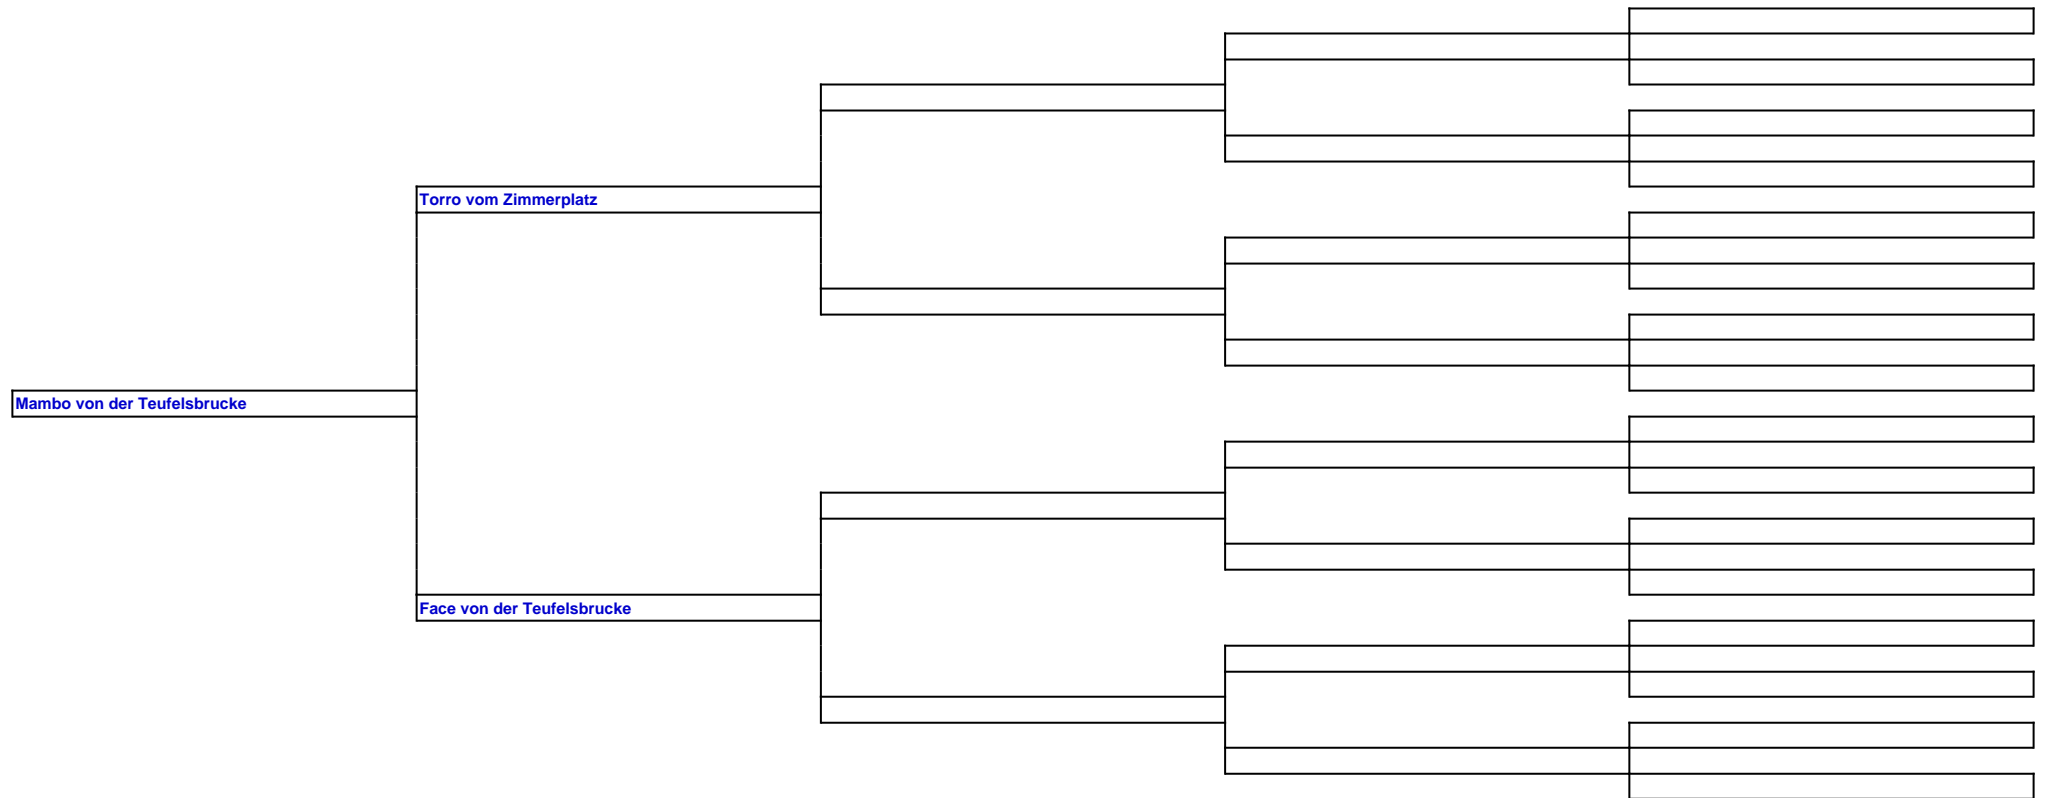 Torro vom Zimmerplatz
Mambo von der Teufelsbrucke
Face von der Teufelsbrucke